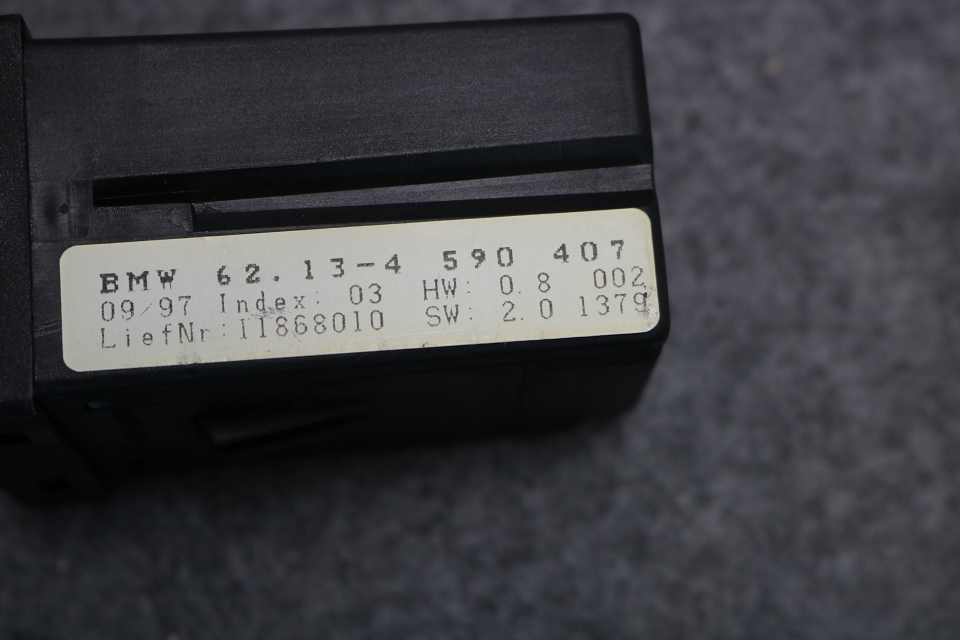 BMW 62.13-4 590 407
09/97 Index: 03 HW: 0.8 002
LiefNr:11868010 SW: 2.0 1379